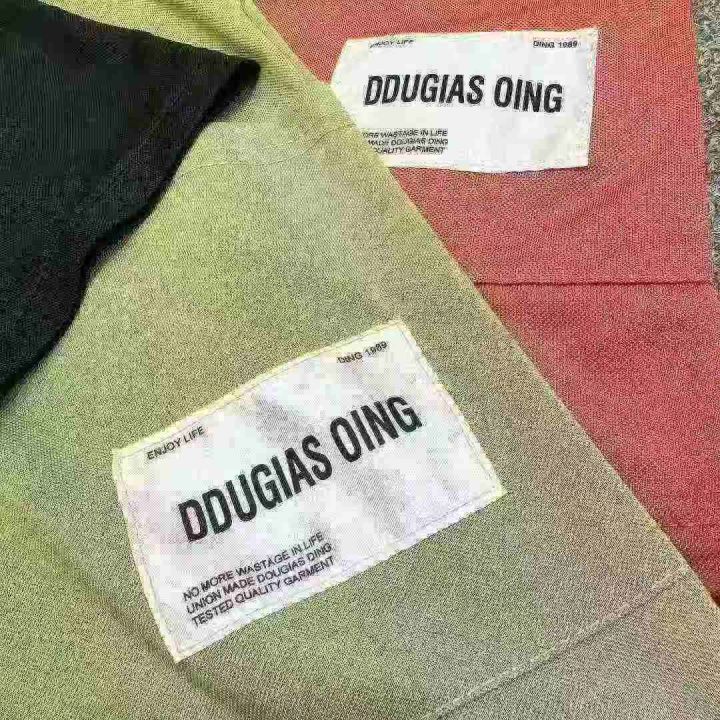 ENJOY LIFE
DING 1989
DDUGIAS OING
ORE WASTAGE IN LIFE
MADE DOUGIAS DING
QUALITY GARMENT
ENJOY LIFE
DING 1989
DDUGIAS OING
NO MORE WASTAGE IN LIFE
UNION MADE DOUGIAS DING
TESTED QUALITY GARMENT